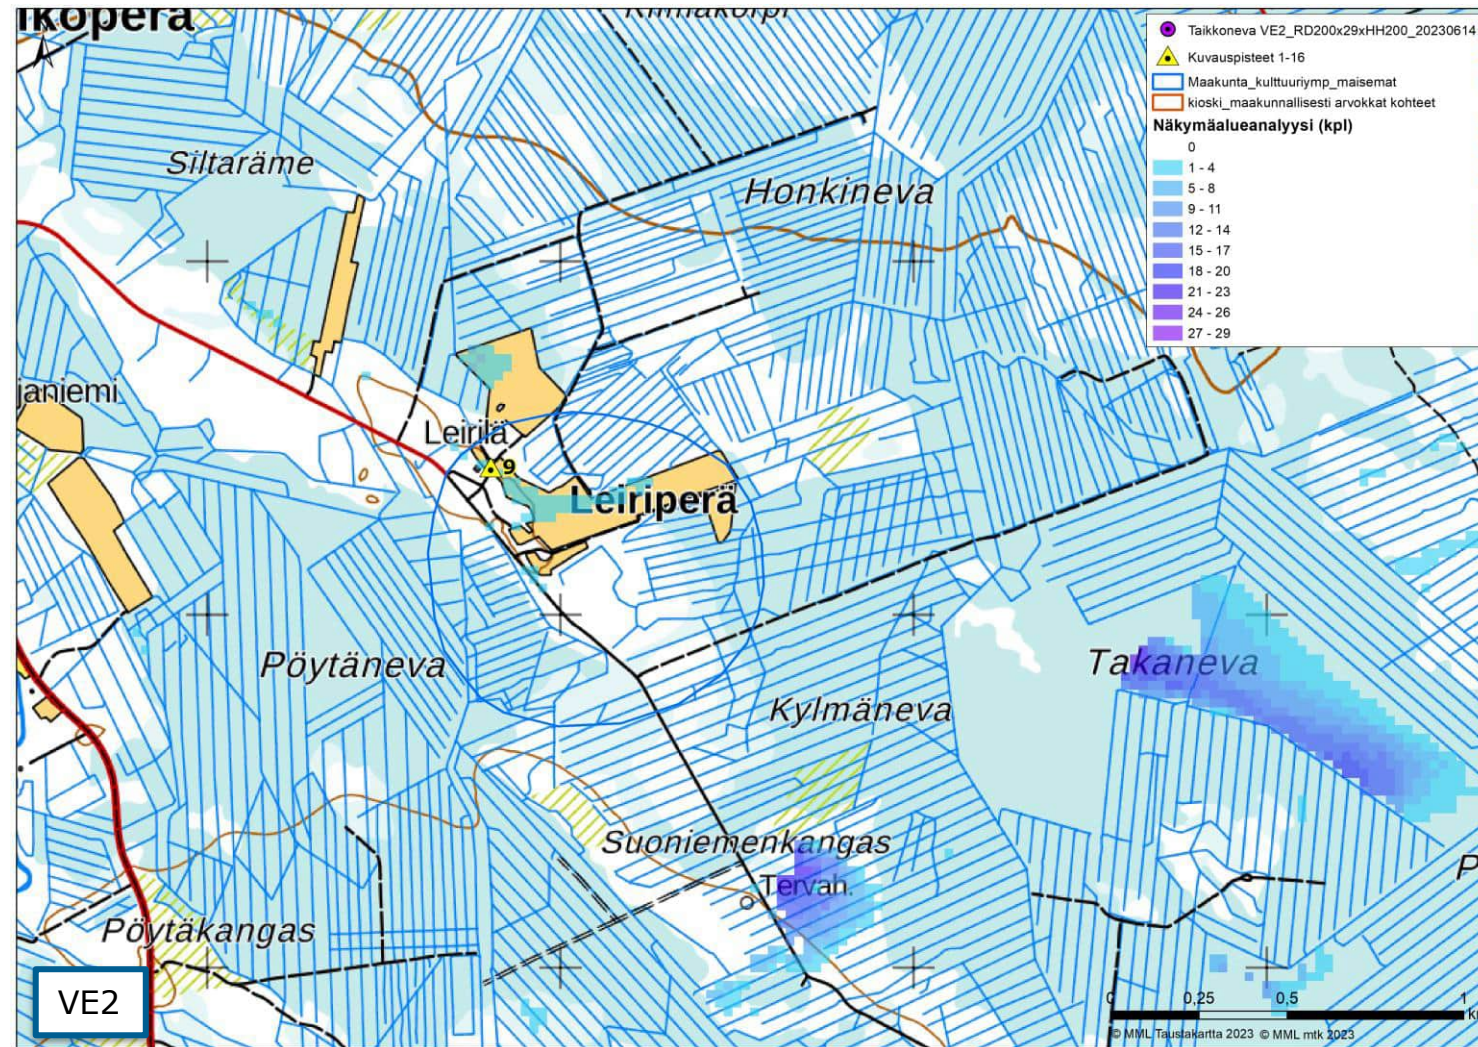 Taikkoneva VE2_RD200x29xHH200_20230614
Kuvauspisteet 1-16
Maakunta_kulttuuriymp_maisemat
kioski_maakunnallisesti arvokkat kohteet
Näkymäalueanalyysi (kpl)
0
1 - 4
5 - 8
9 - 11
12 - 14
15 - 17
18 - 20
21 - 23
24 - 26
27 - 29
Siltaräme
Honkineva
janiemi
Leirilä
9
Leiriperä
Pöytäneva
Takaneva
Kylmäneva
Suoniemenkangas
Tervah.
P
Pöytäkangas
VE2
0 0,25 0,5 1
© MML Taustakartta 2023 © MML mtk 2023